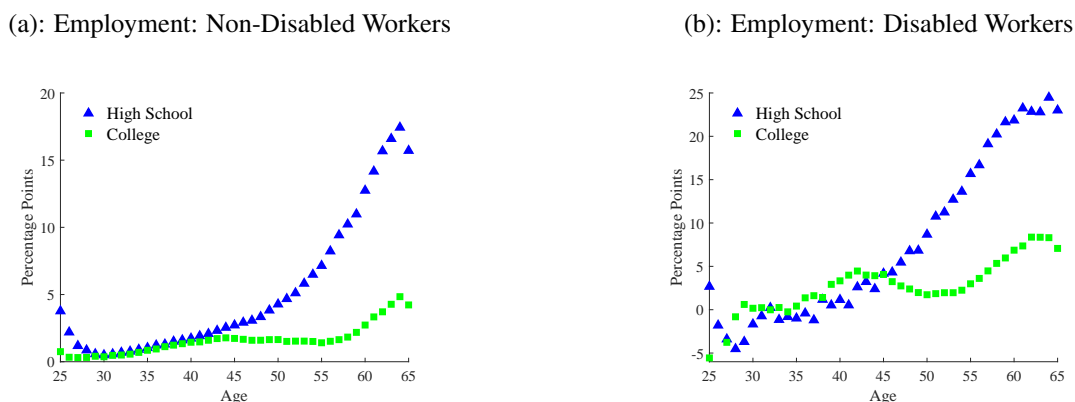 (a): Employment: Non-Disabled Workers
(b): Employment: Disabled Workers
20
15
10
5
0
Percentage Points
High School
College
25 30 35 40 45 50 55 60 65
Age
25
20
15
10
5
0
-5
Percentage Points
High School
College
25 30 35 40 45 50 55 60 65
Age